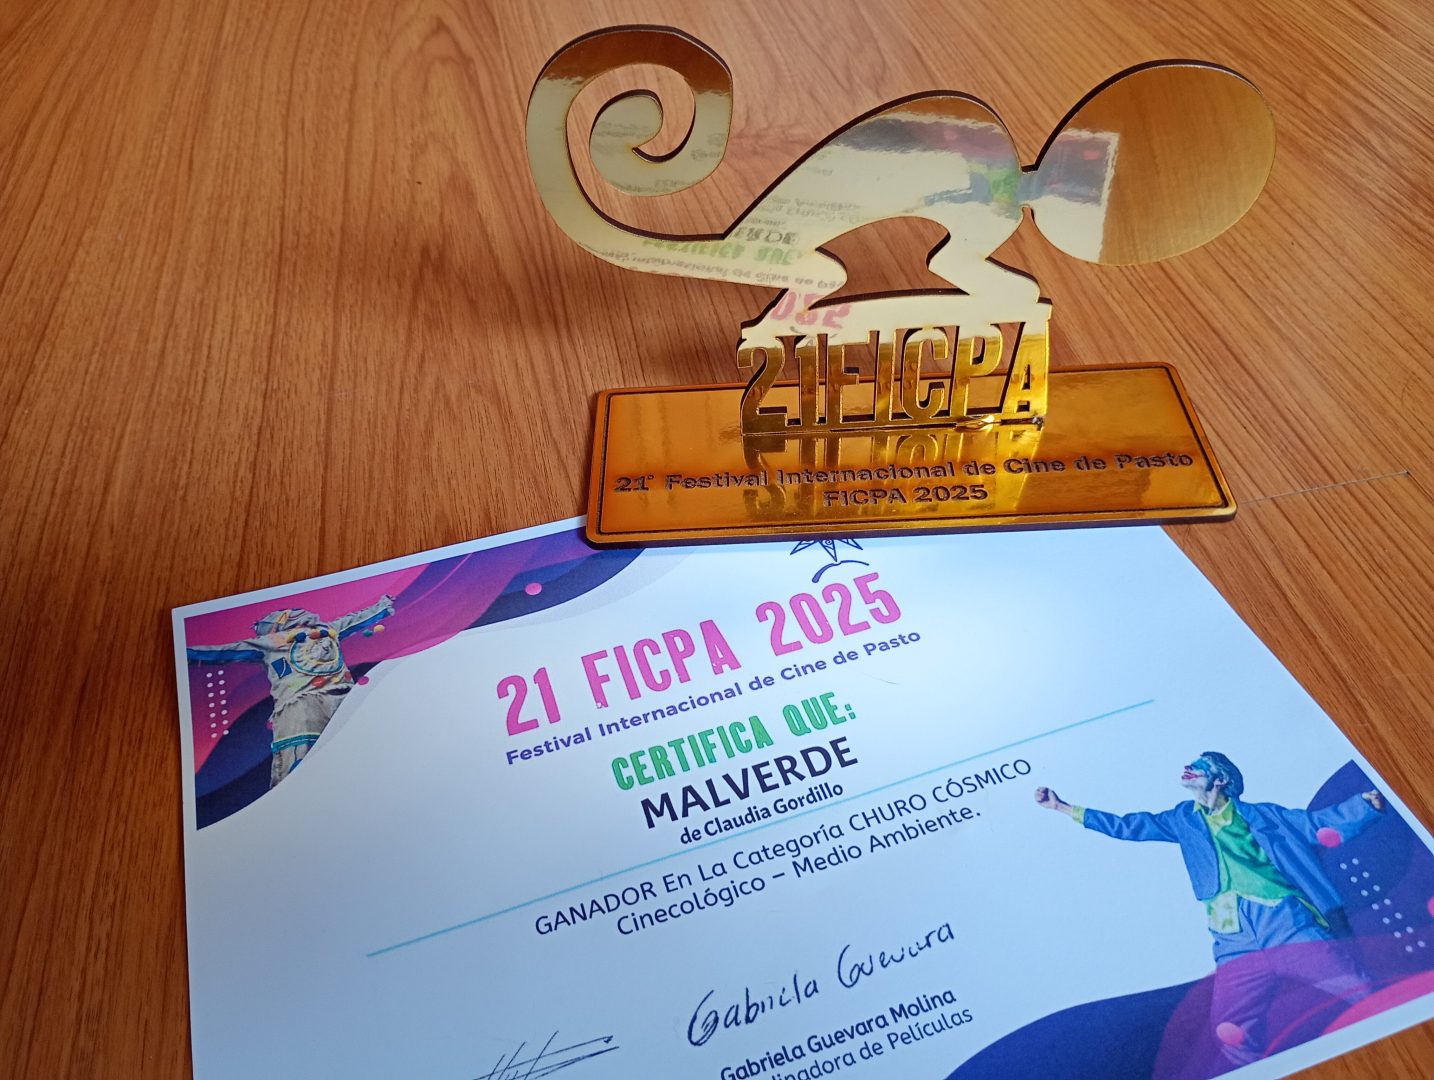 21FICPA
21° Festival Internacional de Cine de Pasto
FICPA 2025
21 FICPA 2025
Festival Internacional de Cine de Pasto
CERTIFICA QUE:
MALVERDE
de Claudia Gordillo
GANADOR En La Categoría CHURO CÓSMICO
Cinecológico – Medio Ambiente.
Gabriela Guevara
Gabriela Guevara Molina
de Películas